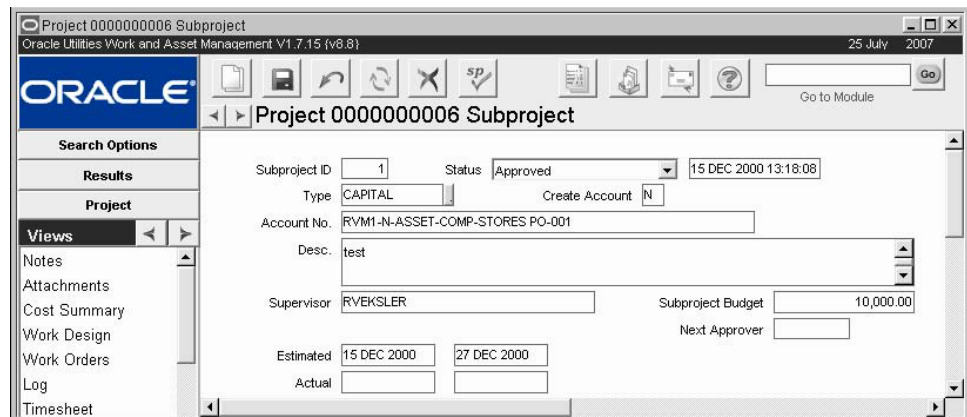 Project 0000000006 Subproject
Oracle Utilities Work and Asset Management V1.7.15 {v8.8} 25 July 2007
ORACLE
sp
Go
Go to Module
Project 0000000006 Subproject
Search Options
Results
Project
Views
Notes
Attachments
Cost Summary
Work Design
Work Orders
Log
Timesheet
Subproject ID 1 Status Approved 15 DEC 2000 13:18:08
Type CAPITAL Create Account N
Account No. RVM1-N-ASSET-COMP-STORES PO-001
Desc. test
Supervisor RVEKSLER Subproject Budget 10,000.00
Next Approver
Estimated 15 DEC 2000 27 DEC 2000
Actual